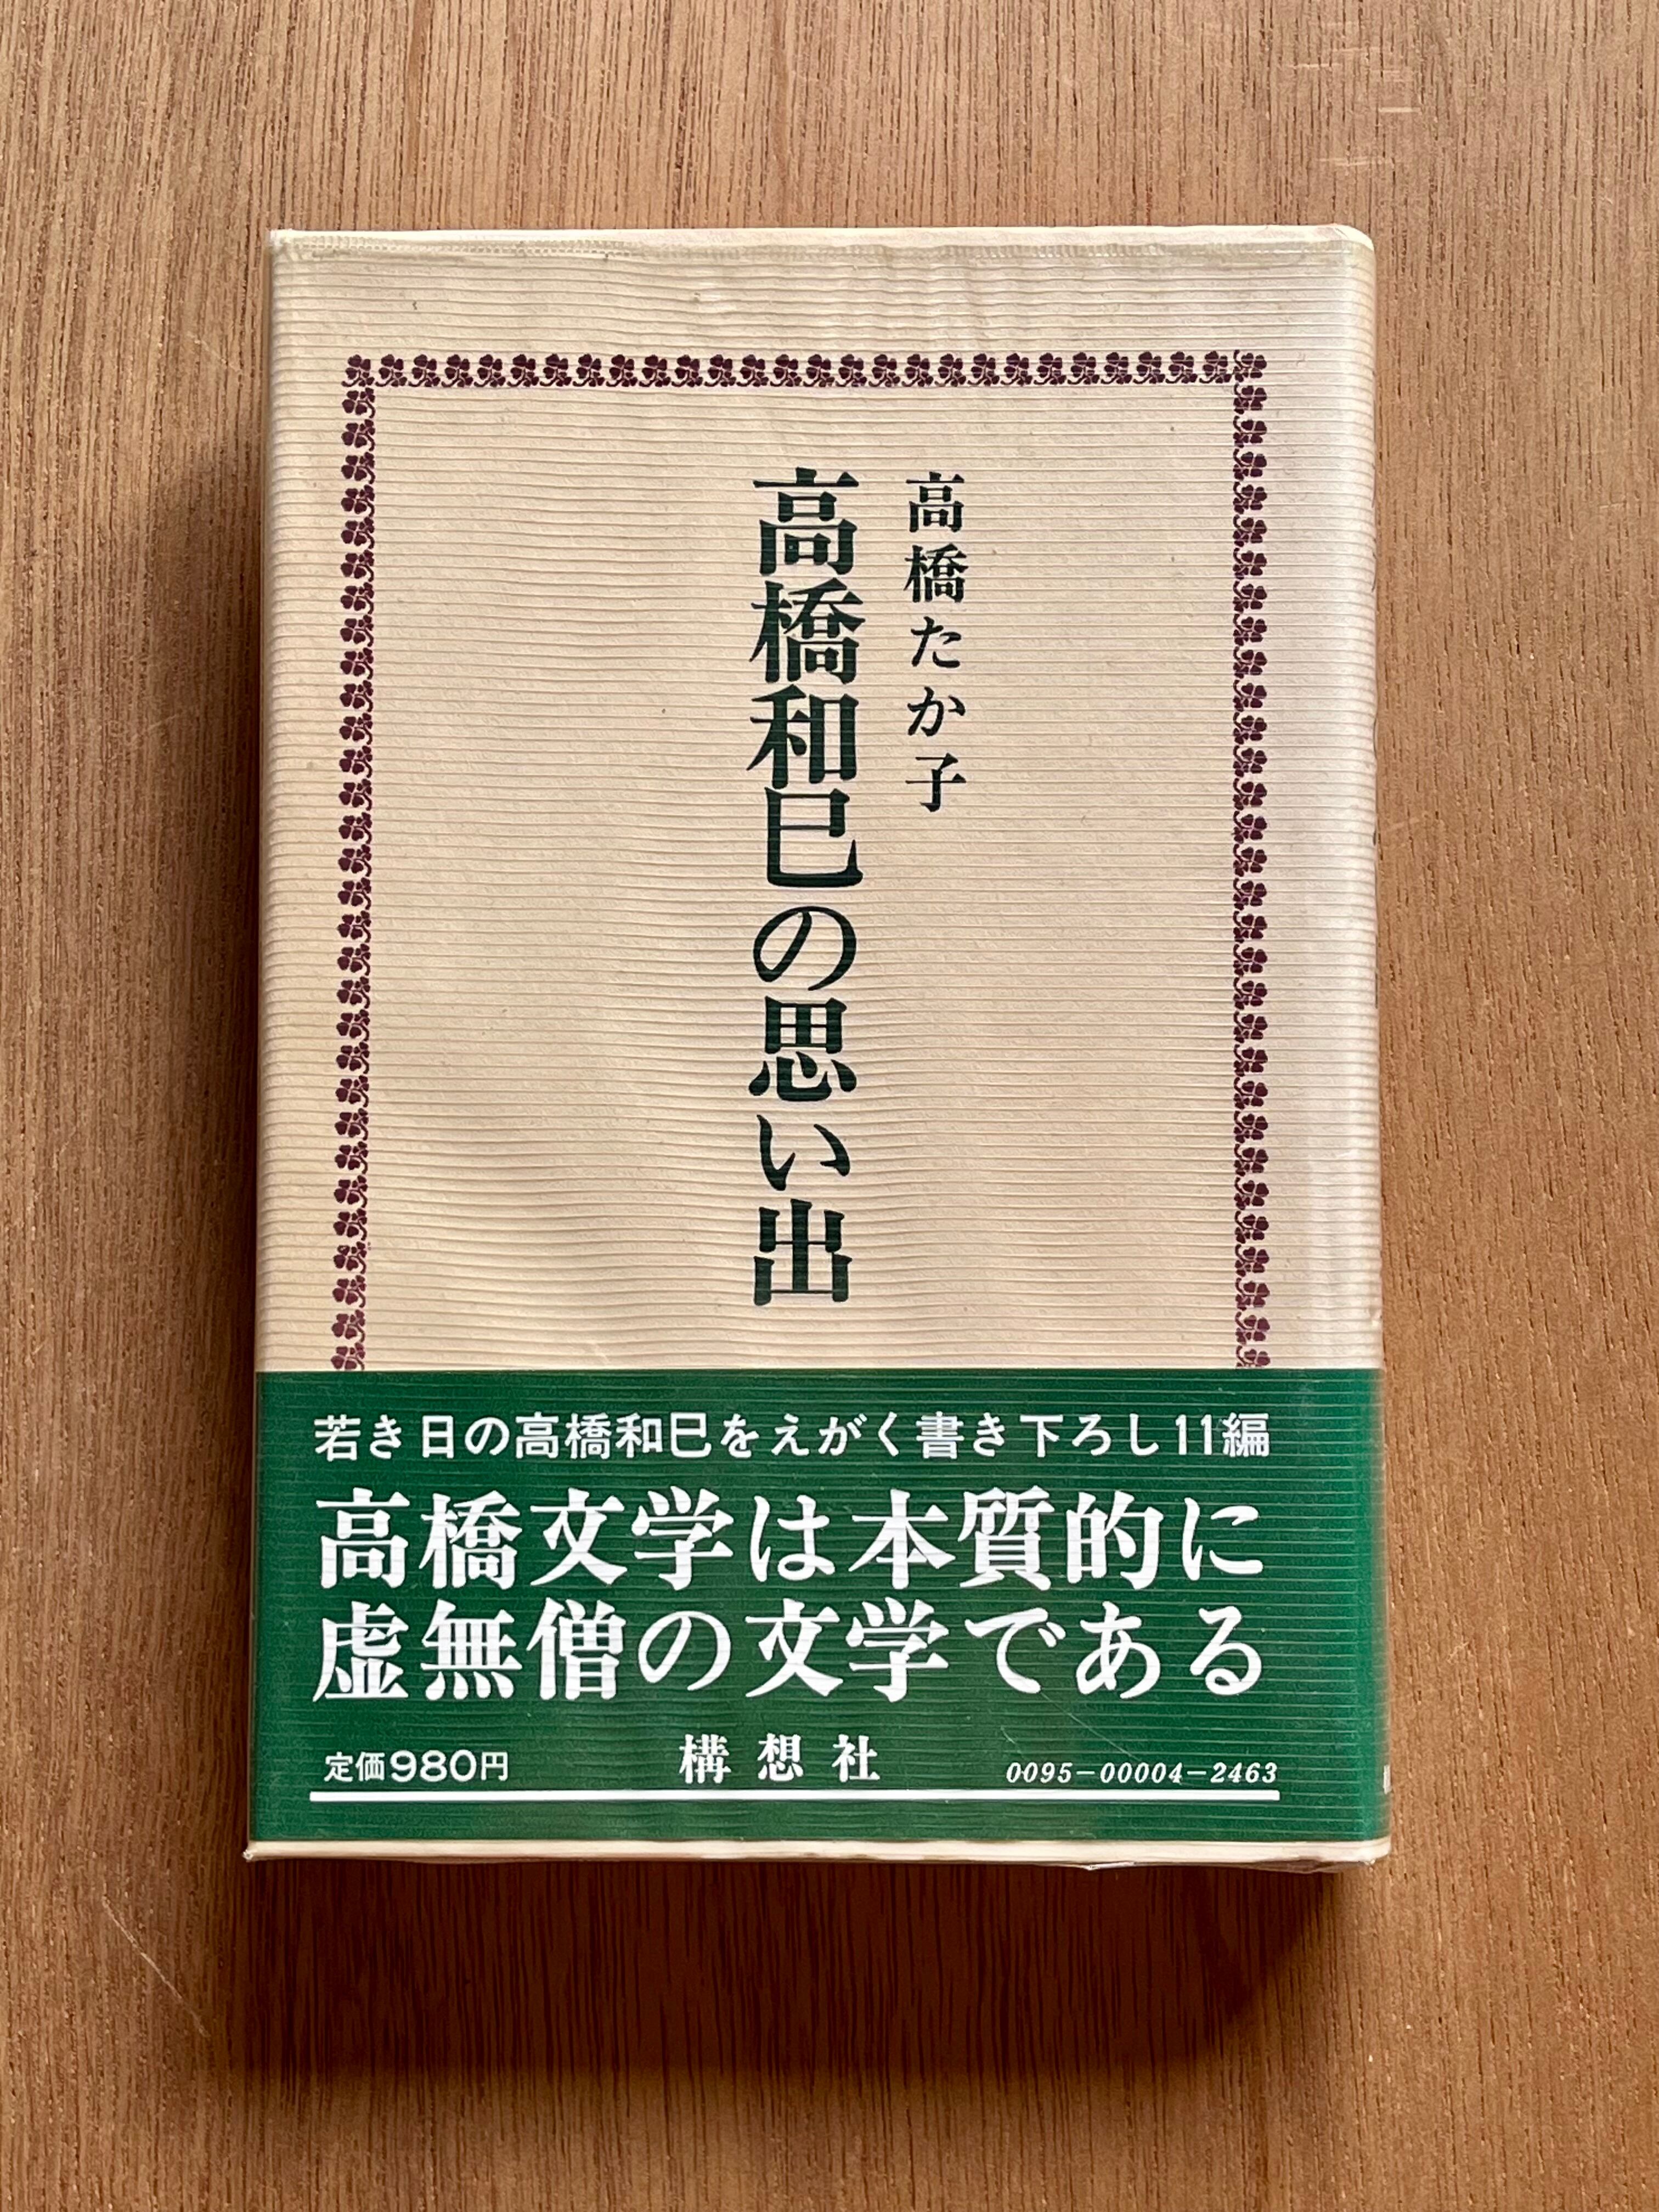 高橋たか子
高橋和巳の思い出
若き日の高橋和巳をえがく書き下ろし11編
高橋文学は本質的に
虚無僧の文学である
定価980円
構想社
0095-00004-2463